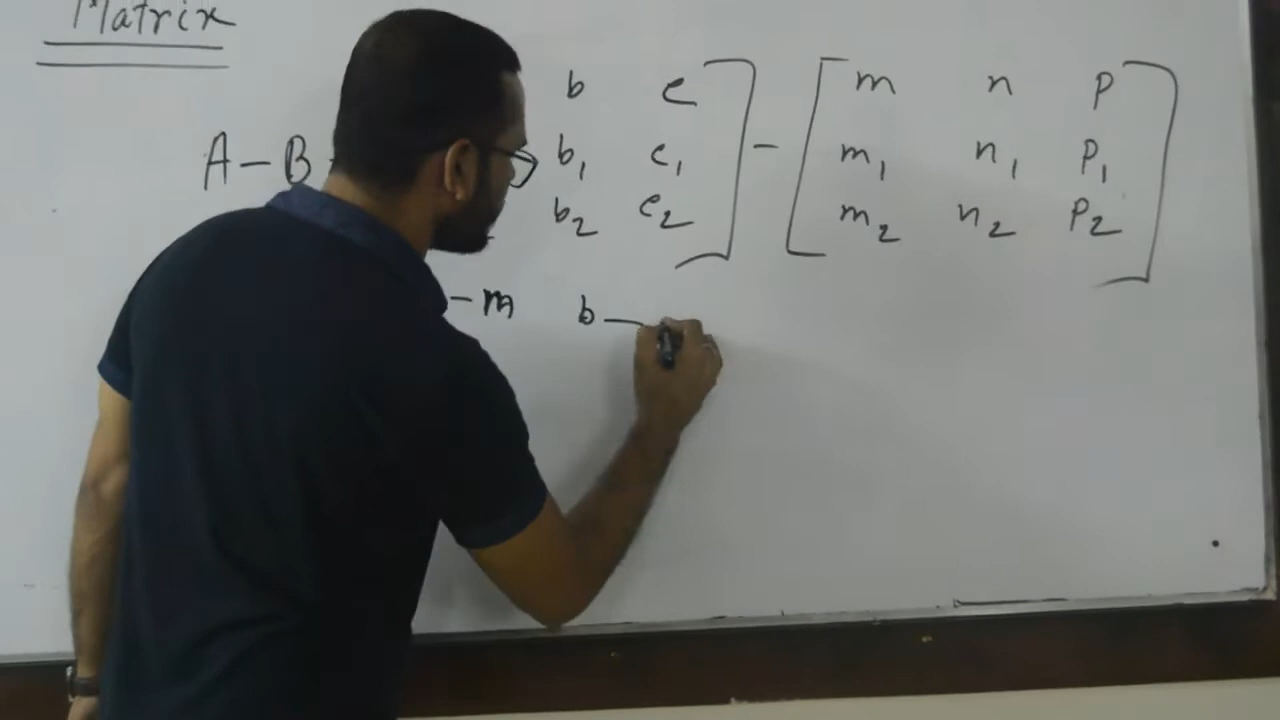 Matrix
A - B b c ] - [ m n p ]
b₁ c₁ m₁ n₁ p₁
b₂ c₂ m₂ n₂ p₂
- m b -